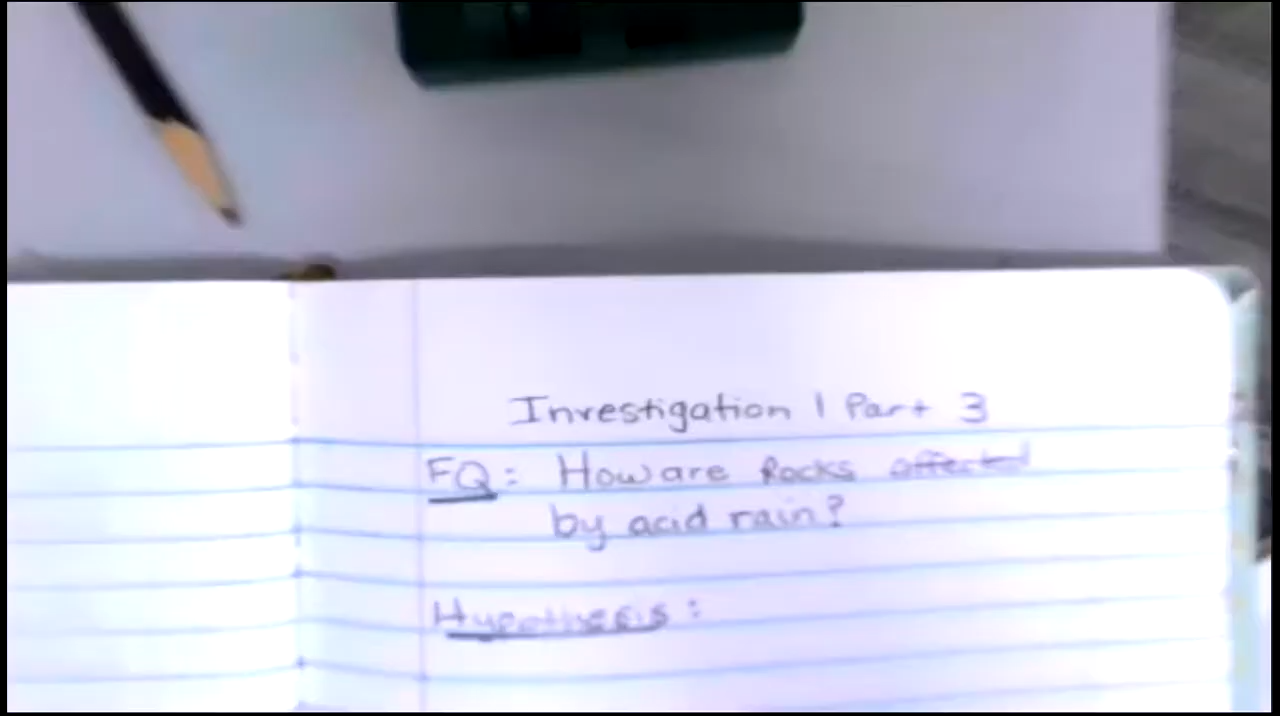 Investigation 1 Part 3
FQ: How are Rocks affected
by acid rain?
Hypothesis: